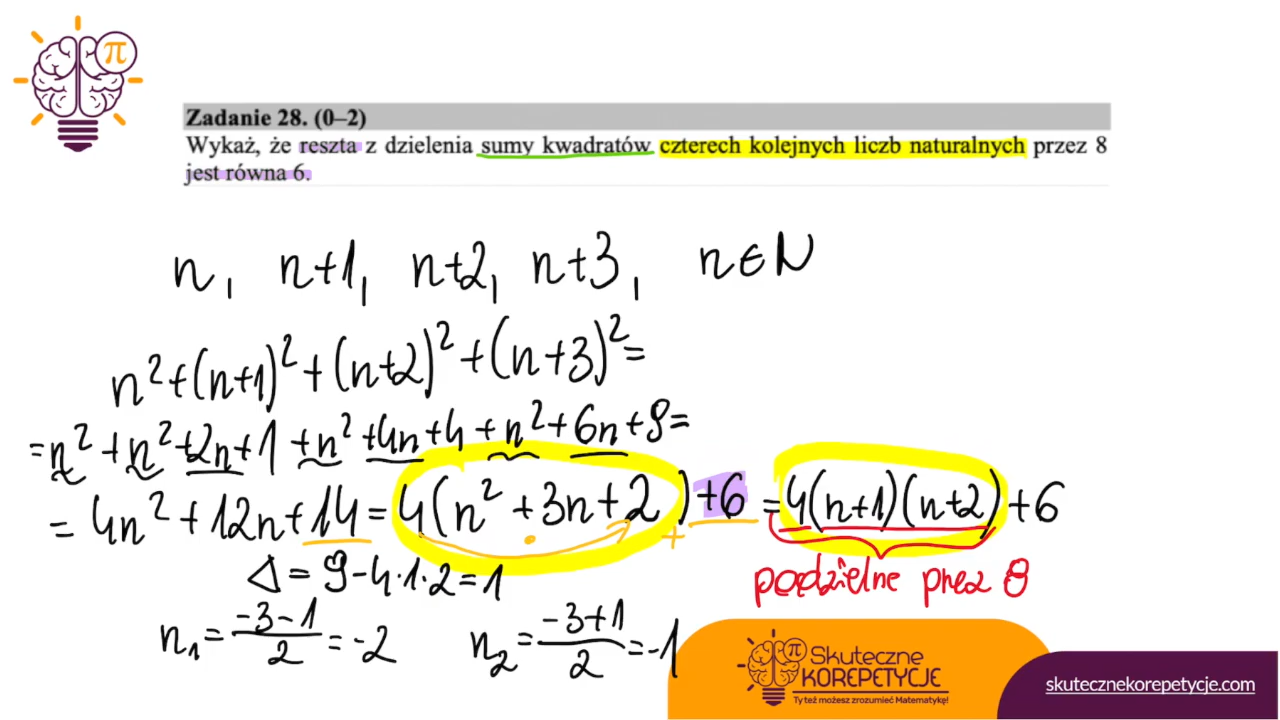 Zadanie 28. (0–2)
Wykaż, że reszta z dzielenia sumy kwadratów czterech kolejnych liczb naturalnych przez 8
jest równa 6.
n, n+1, n+2, n+3, n∈N
n²+(n+1)²+(n+2)²+(n+3)²=
=n²+n²+2n+1+n²+4n+4+n²+6n+9=
=4n²+12n+14=4(n²+3n+2)+6=4(n+1)(n+2)+6
+
Δ=9-4·1·2=1
podzielne przez 8
n₁=\frac{-3-1}{2}=-2 n₂=\frac{-3+1}{2}=-1
π
Skuteczne
KOREPETYCJE
Ty też możesz zrozumieć Matematykę!
skutecznekorepetycje.com